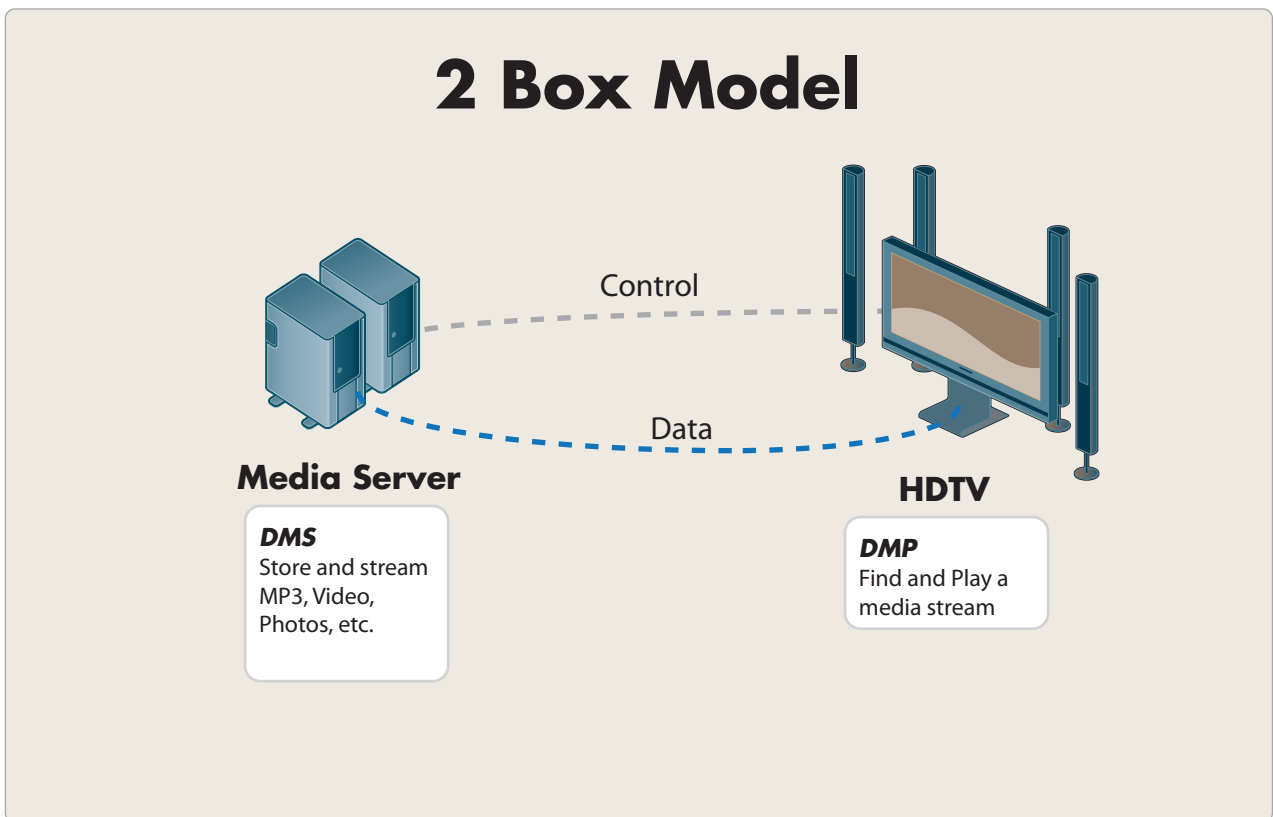 2 Box Model
Control
Data
Media Server
DMS
Store and stream
MP3, Video,
Photos, etc.
HDTV
DMP
Find and Play a
media stream